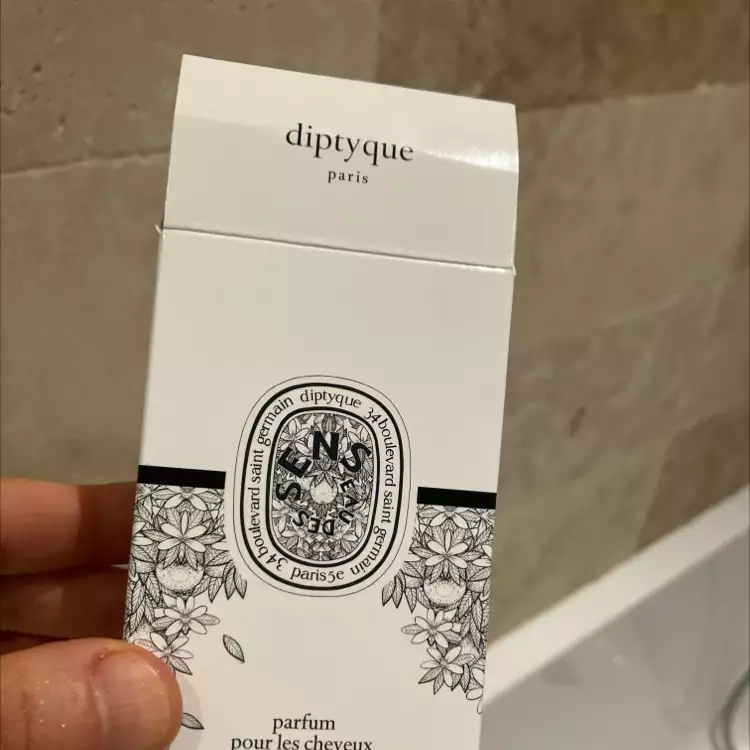 diptyque
paris
diptyque 34 boulevard saint germain paris 5e 34 boulevard saint germain
EAU DES SENS
parfum
pour les cheveux